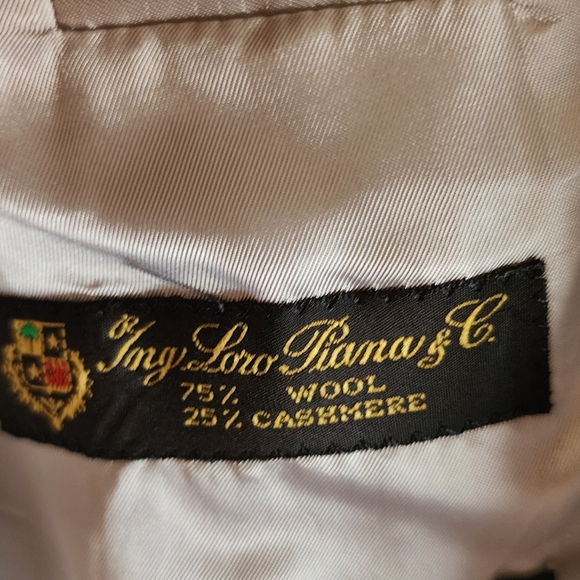 Ing Loro Piana & C.
75% WOOL
25% CASHMERE